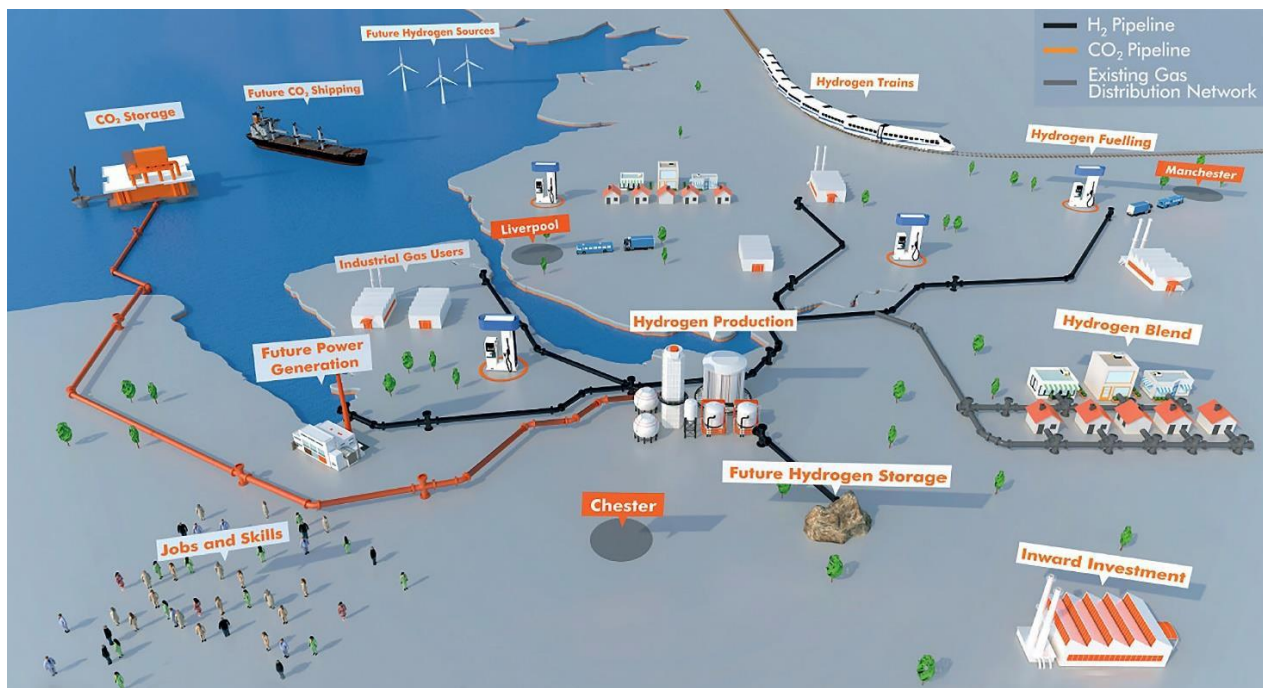 H₂ Pipeline
CO₂ Pipeline
Existing Gas
Distribution Network
Future Hydrogen Sources
Hydrogen Trains
Future CO₂ Shipping
CO₂ Storage
Hydrogen Fuelling
Manchester
Liverpool
Industrial Gas Users
Hydrogen Production
Hydrogen Blend
Future Power
Generation
Future Hydrogen Storage
Chester
Jobs and Skills
Inward Investment